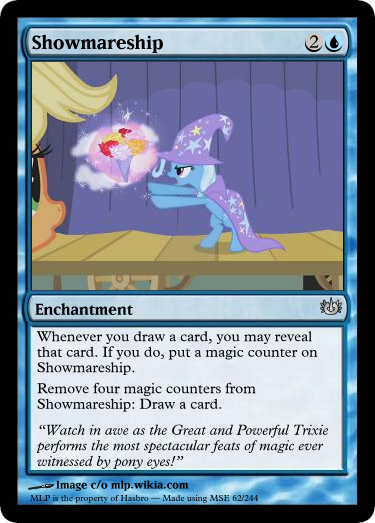 Showmareship 2
Enchantment
Whenever you draw a card, you may reveal
that card. If you do, put a magic counter on
Showmareship.
Remove four magic counters from
Showmareship: Draw a card.
“Watch in awe as the Great and Powerful Trixie
performs the most spectacular feats of magic ever
witnessed by pony eyes!”
Image c/o mlp.wikia.com
MLP is the property of Hasbro — Made using MSE 62/244